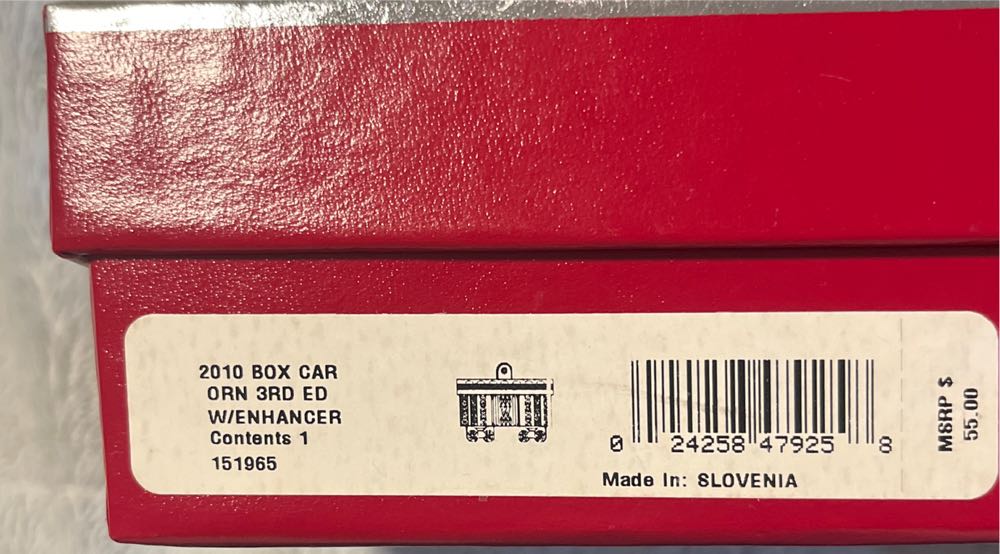 2010 BOX CAR
ORN 3RD ED
W/ENHANCER
Contents 1
151965
0 24258 47925 8
Made In: SLOVENIA
MSRP $
55.00